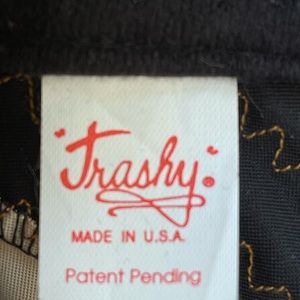 "Trashy."
MADE IN U.S.A.
Patent Pending